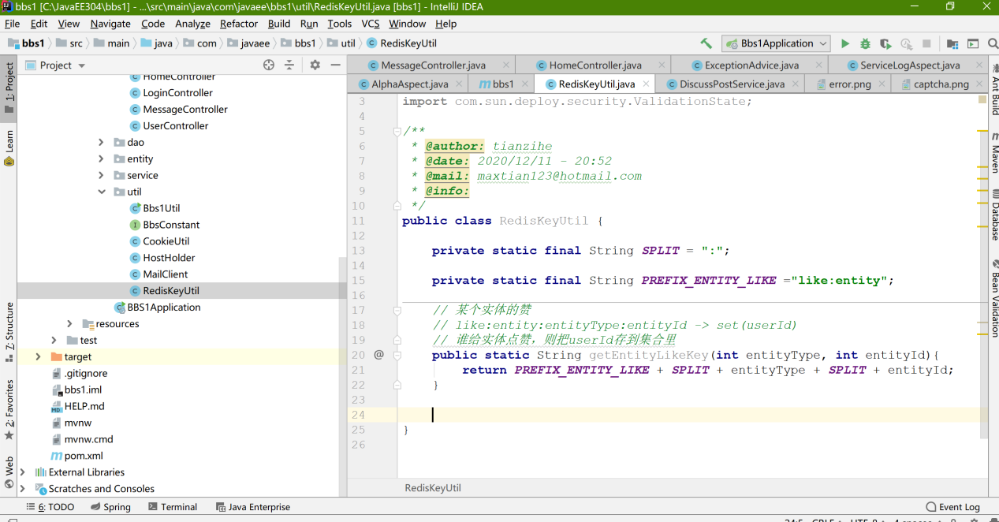 bbs1 [C:\JavaEE304\bbs1] - ...\src\main\java\com\javaee\bbs1\util\RedisKeyUtil.java [bbs1] - IntelliJ IDEA
File Edit View Navigate Code Analyze Refactor Build Run Tools VCS Window Help
bbs1 src main java com javaee bbs1 util RedisKeyUtil Bbs1Application
Project
MessageController.java HomeController.java ExceptionAdvice.java ServiceLogAspect.java
AlphaAspect.java bbs1 RedisKeyUtil.java DiscussPostService.java error.png captcha.png
1: Project
Learn
Z: Structure
2: Favorites
Web
HomeController
LoginController
MessageController
UserController
dao
entity
service
util
Bbs1Util
BbsConstant
CookieUtil
HostHolder
MailClient
RedisKeyUtil
BBS1Application
resources
test
target
.gitignore
bbs1.iml
HELP.md
mvnw
mvnw.cmd
pom.xml
External Libraries
Scratches and Consoles
3 import com.sun.deploy.security.ValidationState;
4
5 /**
6 * @author: tianzihe
7 * @date: 2020/12/11 - 20:52
8 * @mail: maxtian123@hotmail.com
9 * @info:
10 */
11 public class RedisKeyUtil {
12
13 private static final String SPLIT = ":";
14
15 private static final String PREFIX_ENTITY_LIKE ="like:entity";
16
17 // 某个实体的赞
18 // like:entity:entityType:entityId -> set(userId)
19 // 谁给实体点赞，则把userId存到集合里
20 @ public static String getEntityLikeKey(int entityType, int entityId){
21 return PREFIX_ENTITY_LIKE + SPLIT + entityType + SPLIT + entityId;
22 }
23
24
25 }
26
RedisKeyUtil
Ant Build
Maven
Database
Bean Validation
6: TODO Spring Terminal Java Enterprise Event Log